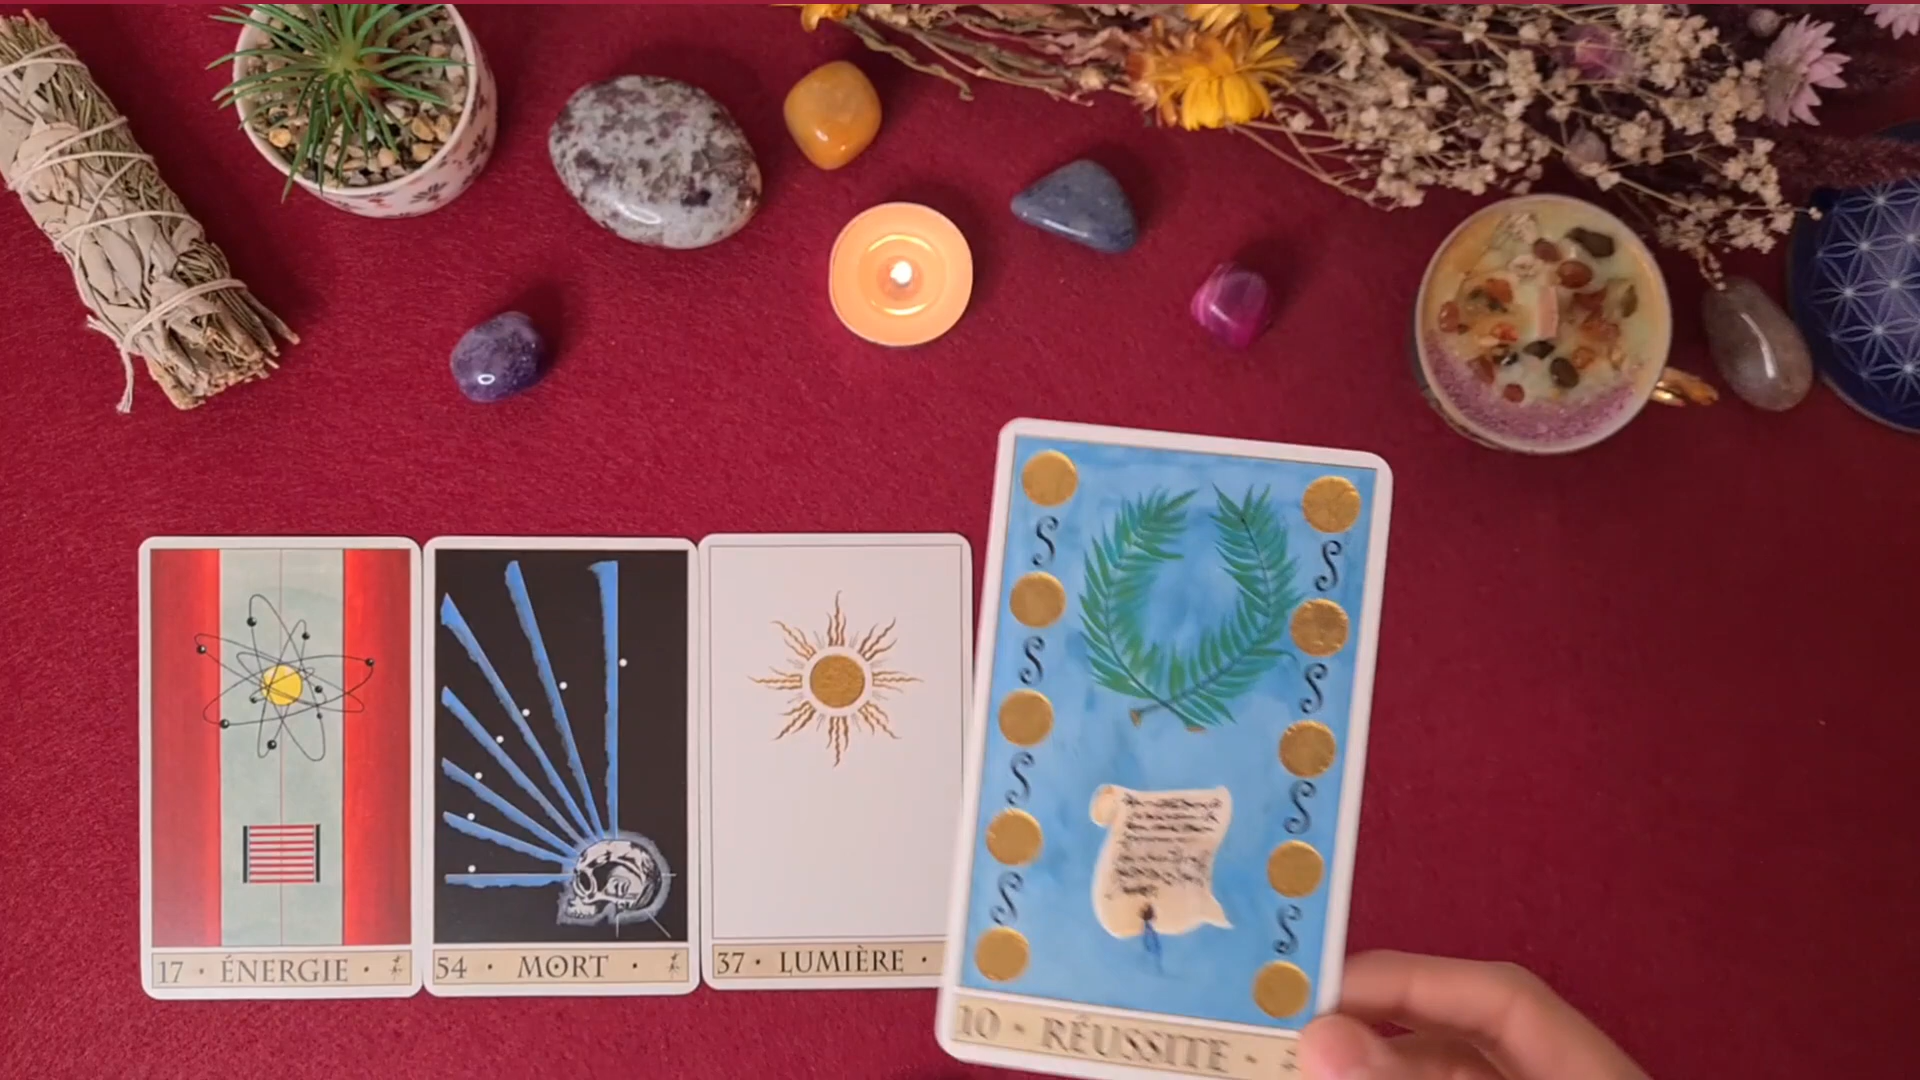 17 · ÉNERGIE ·
54 · MORT ·
37 · LUMIÈRE ·
10 · RÉUSSITE ·